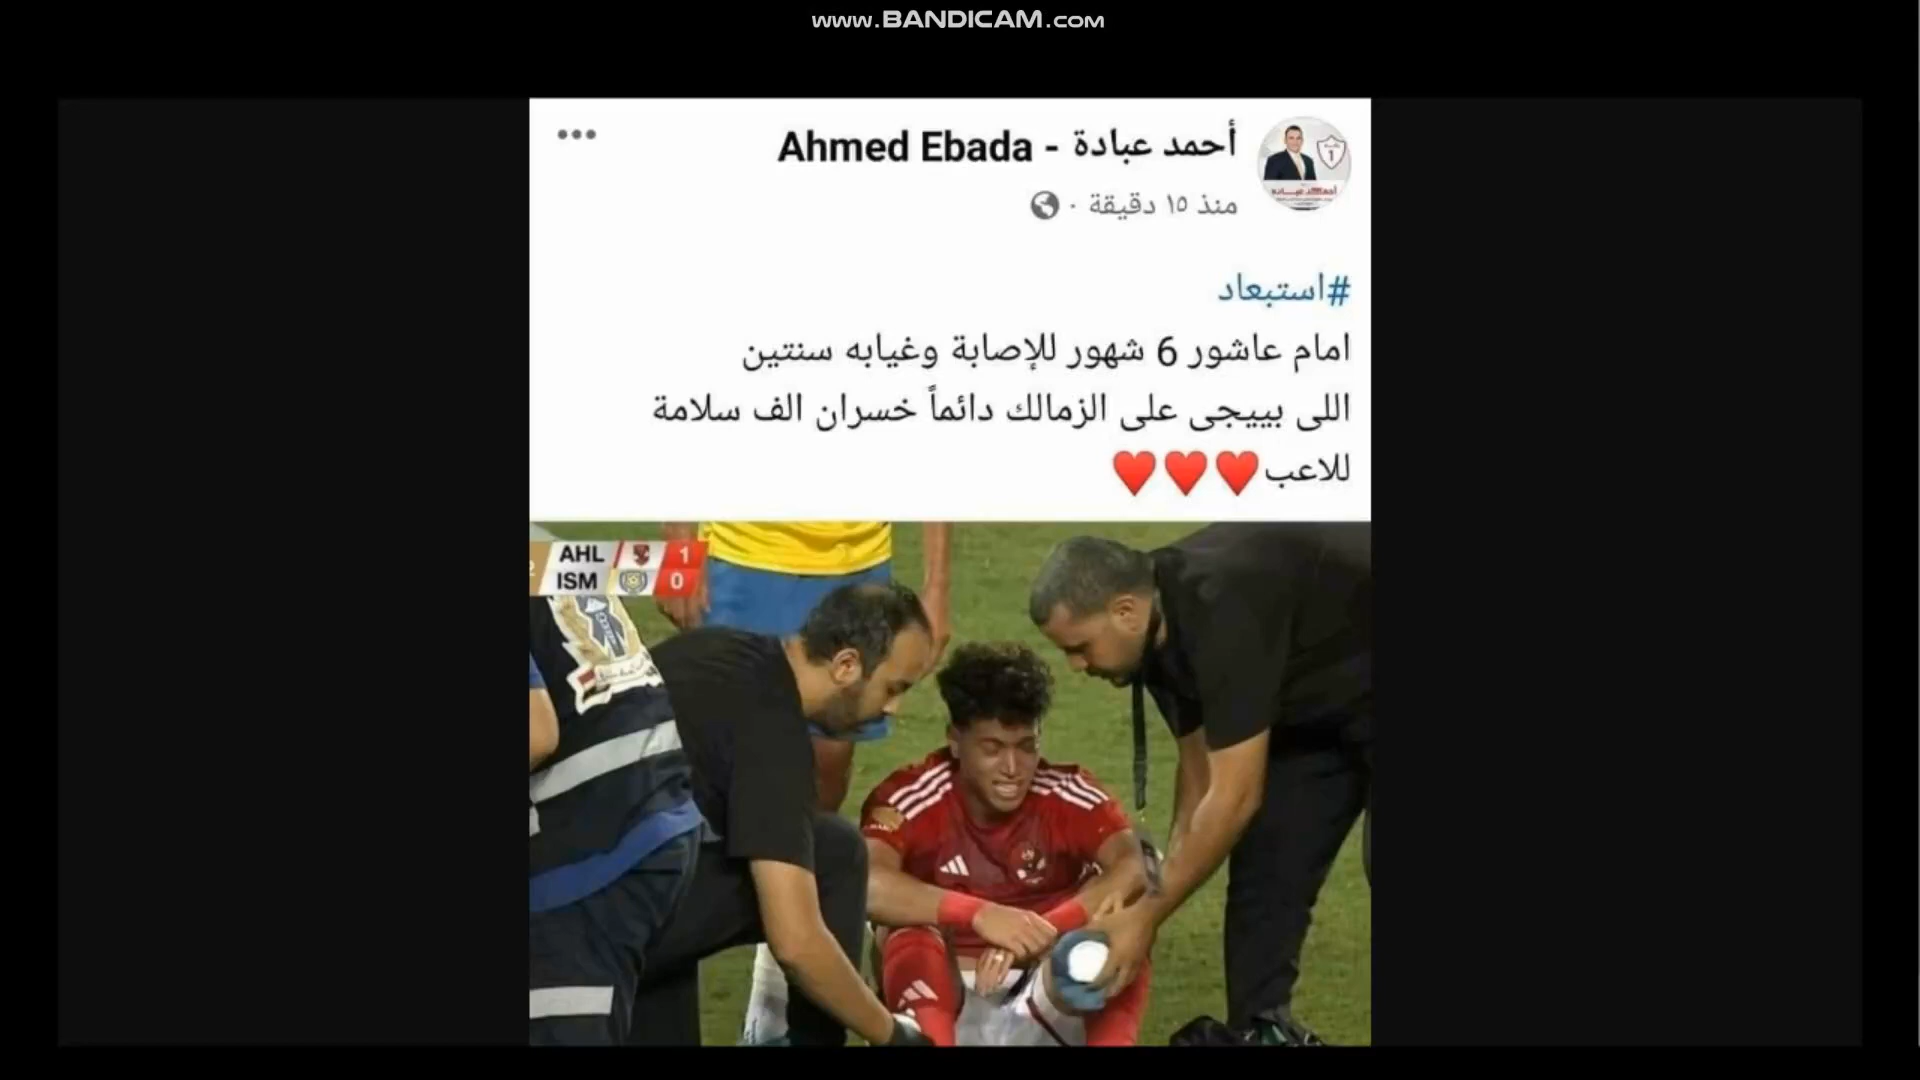 www.BANDICAM.com
أحمد عبادة - Ahmed Ebada
منذ ١٥ دقيقة ·
#استبعاد
امام عاشور 6 شهور للإصابة وغيابه سنتين
اللى بييجى على الزمالك دائماً خسران الف سلامة
للاعب❤️❤️❤️
AHL 1
ISM 0